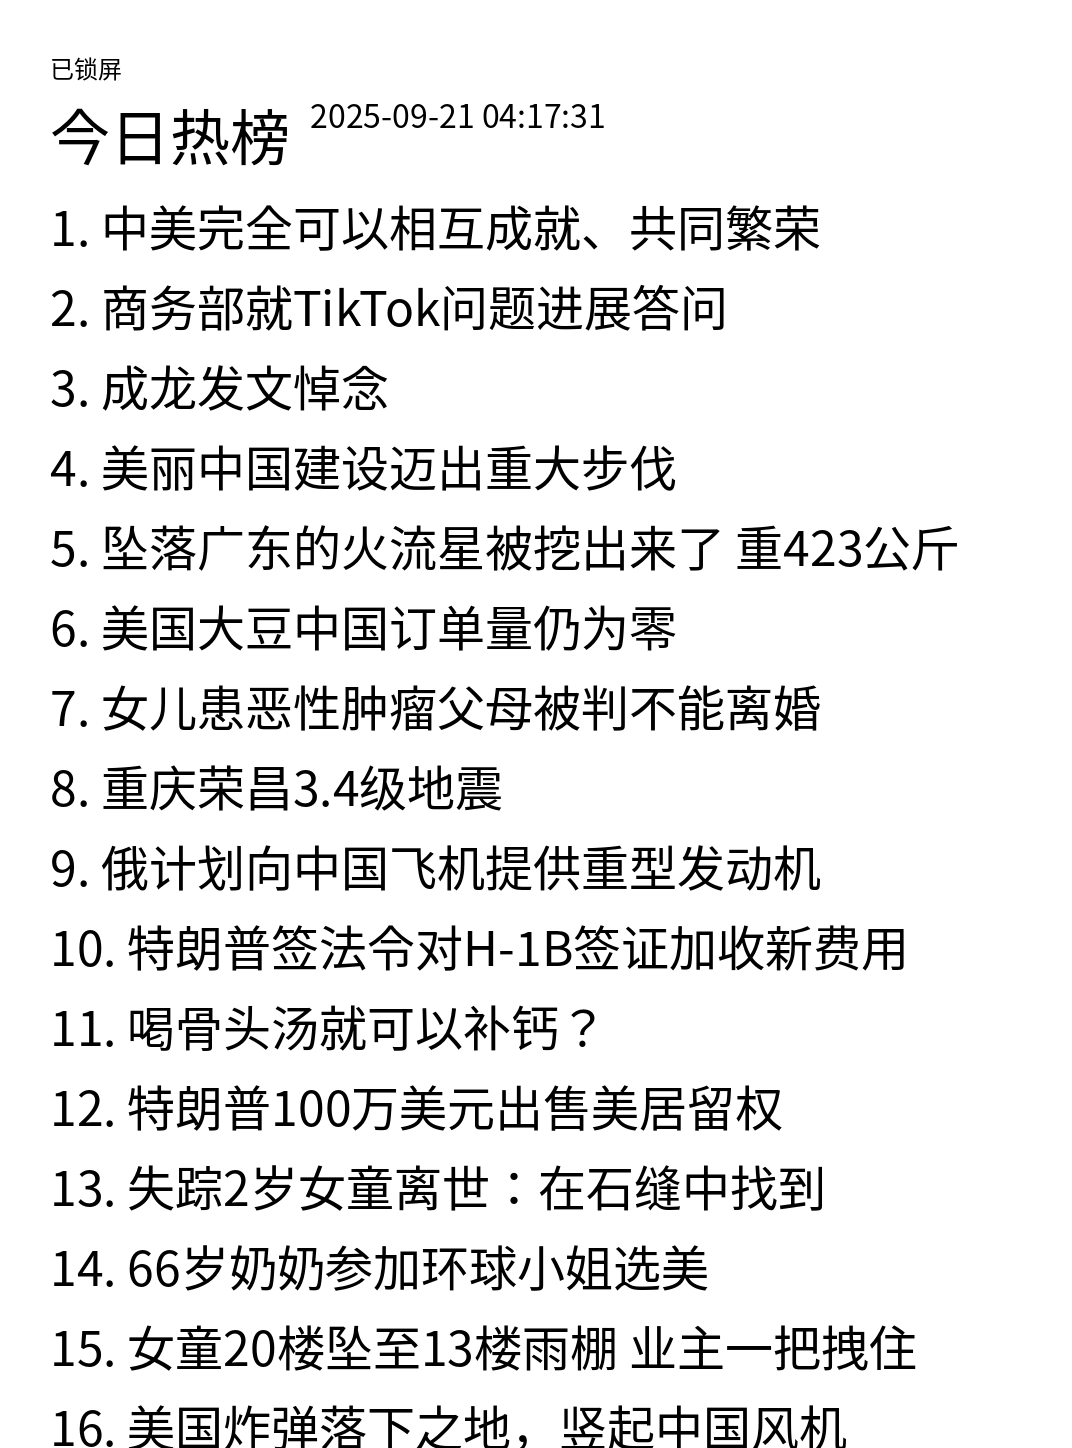 已锁屏
今日热榜 2025-09-21 04:17:31
1. 中美完全可以相互成就、共同繁荣
2. 商务部就TikTok问题进展答问
3. 成龙发文悼念
4. 美丽中国建设迈出重大步伐
5. 坠落广东的火流星被挖出来了 重423公斤
6. 美国大豆中国订单量仍为零
7. 女儿患恶性肿瘤父母被判不能离婚
8. 重庆荣昌3.4级地震
9. 俄计划向中国飞机提供重型发动机
10. 特朗普签法令对H-1B签证加收新费用
11. 喝骨头汤就可以补钙？
12. 特朗普100万美元出售美居留权
13. 失踪2岁女童离世：在石缝中找到
14. 66岁奶奶参加环球小姐选美
15. 女童20楼坠至13楼雨棚 业主一把拽住
16. 美国炸弹落下之地，竖起中国风机